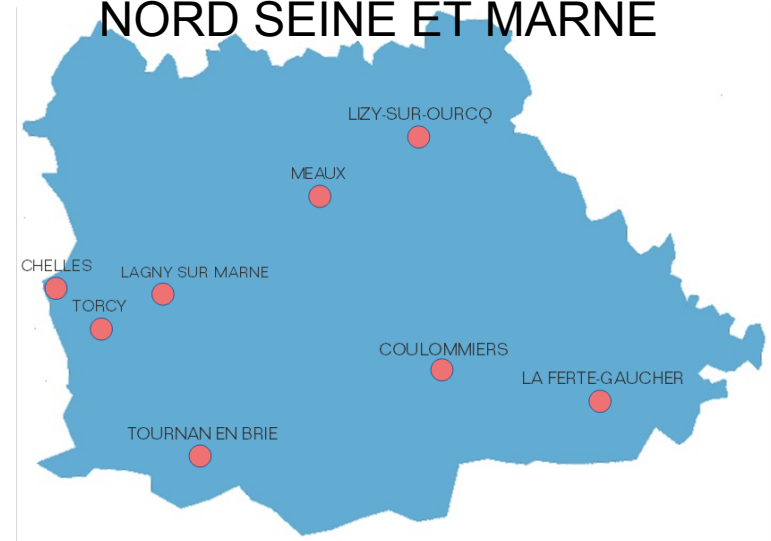 NORD SEINE ET MARNE
LIZY-SUR-OURCQ
MEAUX
CHELLES
LAGNY SUR MARNE
TORCY
COULOMMIERS
LA FERTE-GAUCHER
TOURNAN EN BRIE